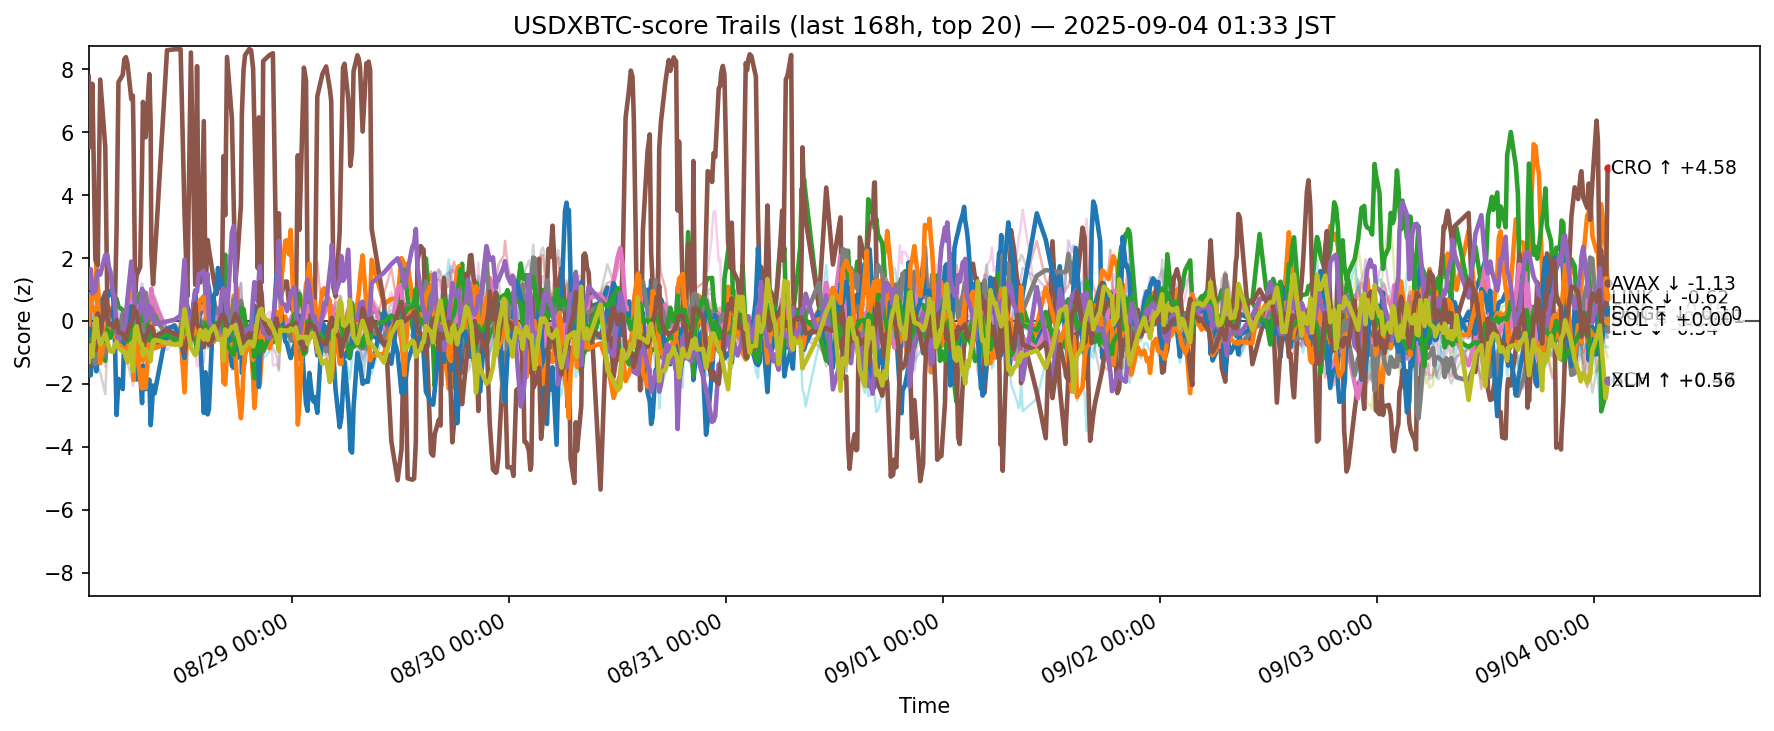 USDXBTC-score Trails (last 168h, top 20) — 2025-09-04 01:33 JST
Score (z)
8
6
4
2
0
−2
−4
−6
−8
CRO ↑ +4.58
AVAX ↓ -1.13
LINK ↓ -0.62
SOL ↑ +0.00
XLM ↑ +0.56
08/29 00:00
08/30 00:00
08/31 00:00
09/01 00:00
09/02 00:00
09/03 00:00
09/04 00:00
Time